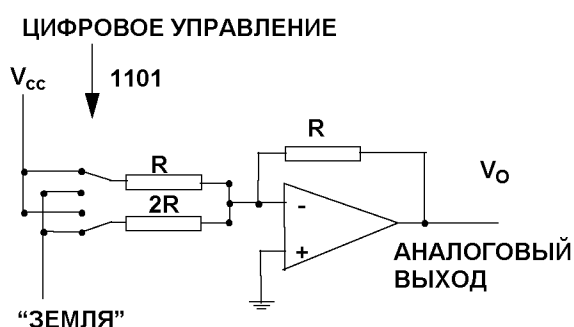 ЦИФРОВОЕ УПРАВЛЕНИЕ
Vcc
1101
R
R
2R
Vo
-
+
АНАЛОГОВЫЙ
ВЫХОД
“ЗЕМЛЯ”